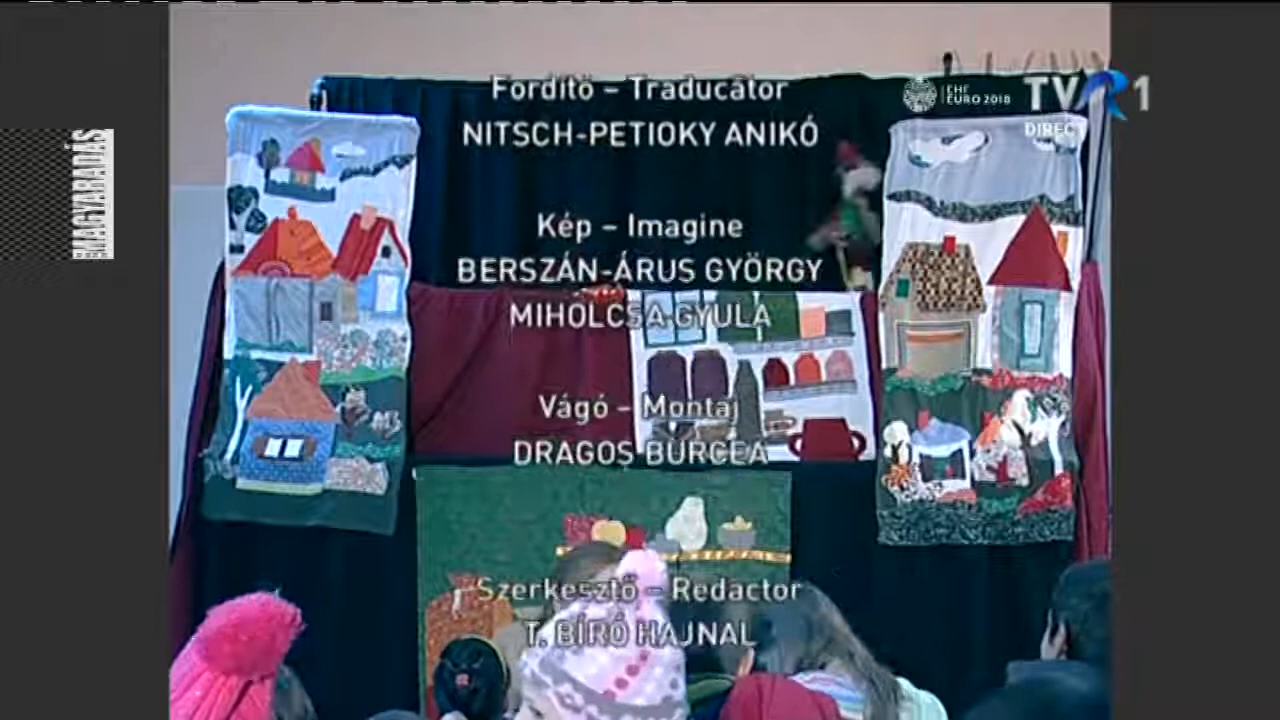 EHF
EURO 2018
TVR1
DIRECT
MAGYARADÁS
Fordító – Traducător
NITSCH-PETIOKY ANIKÓ
Kép – Imagine
BERSZÁN-ÁRUS GYÖRGY
MIHOLCSA GYULA
Vágó – Montaj
DRAGOȘ BURCEA
Szerkesztő – Redactor
T. BÍRÓ HAJNAL